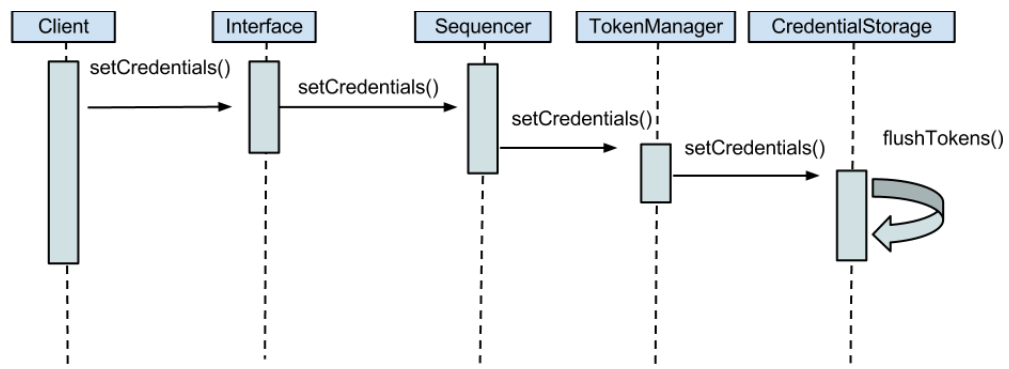 Client
Interface
Sequencer
TokenManager
CredentialStorage
setCredentials()
setCredentials()
setCredentials()
setCredentials()
flushTokens()